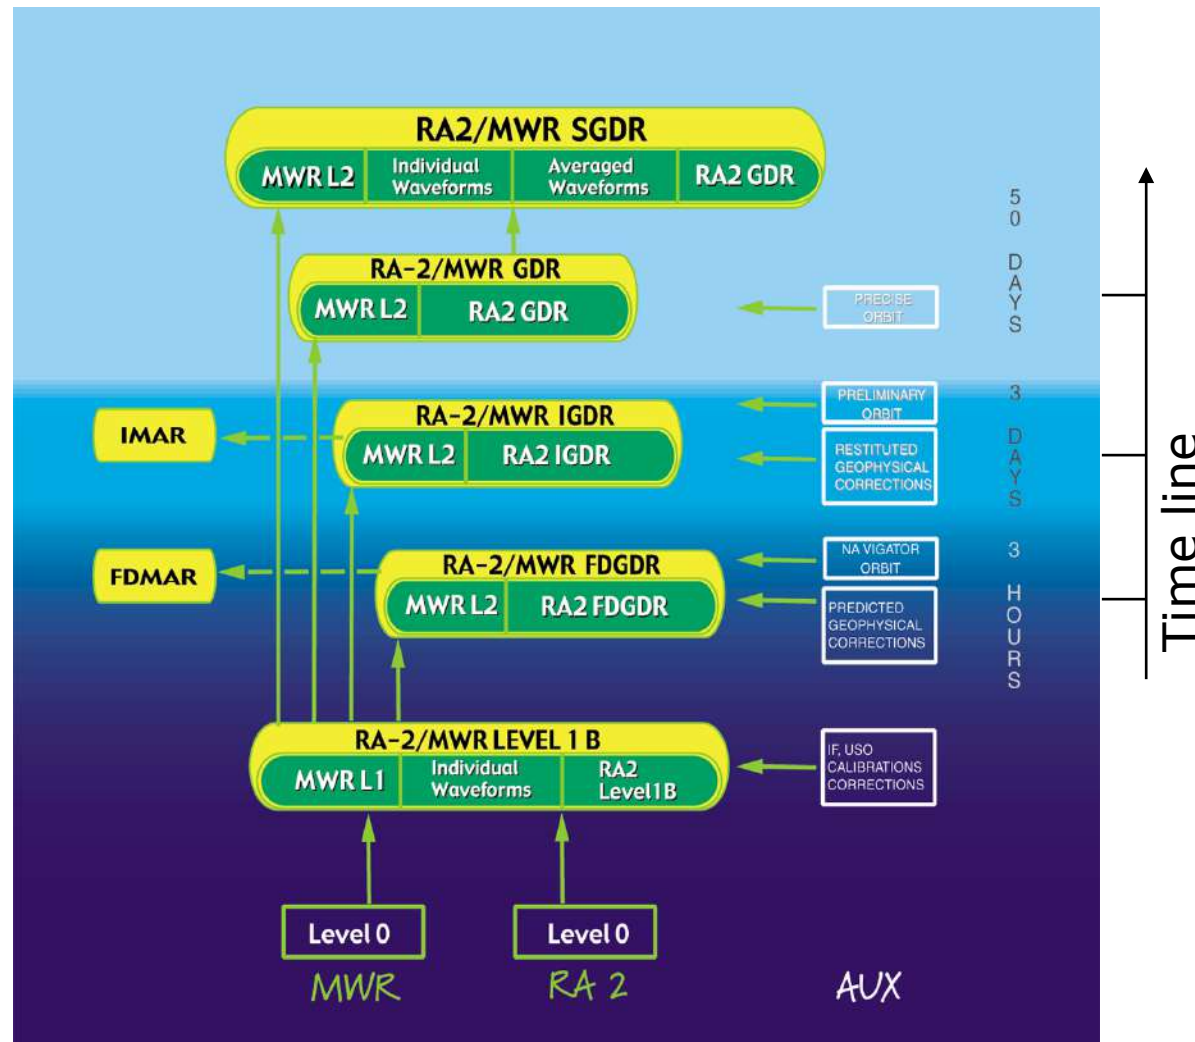 RA2/MWR SGDR
MWR L2
Individual
Waveforms
Averaged
Waveforms
RA2 GDR
RA-2/MWR GDR
MWR L2
RA2 GDR
PRECISE
ORBIT
50 DAYS
RA-2/MWR IGDR
MWR L2
RA2 IGDR
IMAR
PRELIMINARY
ORBIT
RESTITUTED
GEOPHYSICAL
CORRECTIONS
3 DAYS
RA-2/MWR FDGDR
MWR L2
RA2 FDGDR
FDMAR
NA VIGATOR
ORBIT
PREDICTED
GEOPHYSICAL
CORRECTIONS
3 HOURS
Time line
RA-2/MWR LEVEL 1 B
MWR L1
Individual
Waveforms
RA2
Level1B
IF, USO
CALIBRATIONS
CORRECTIONS
Level 0
Level 0
MWR
RA 2
AUX